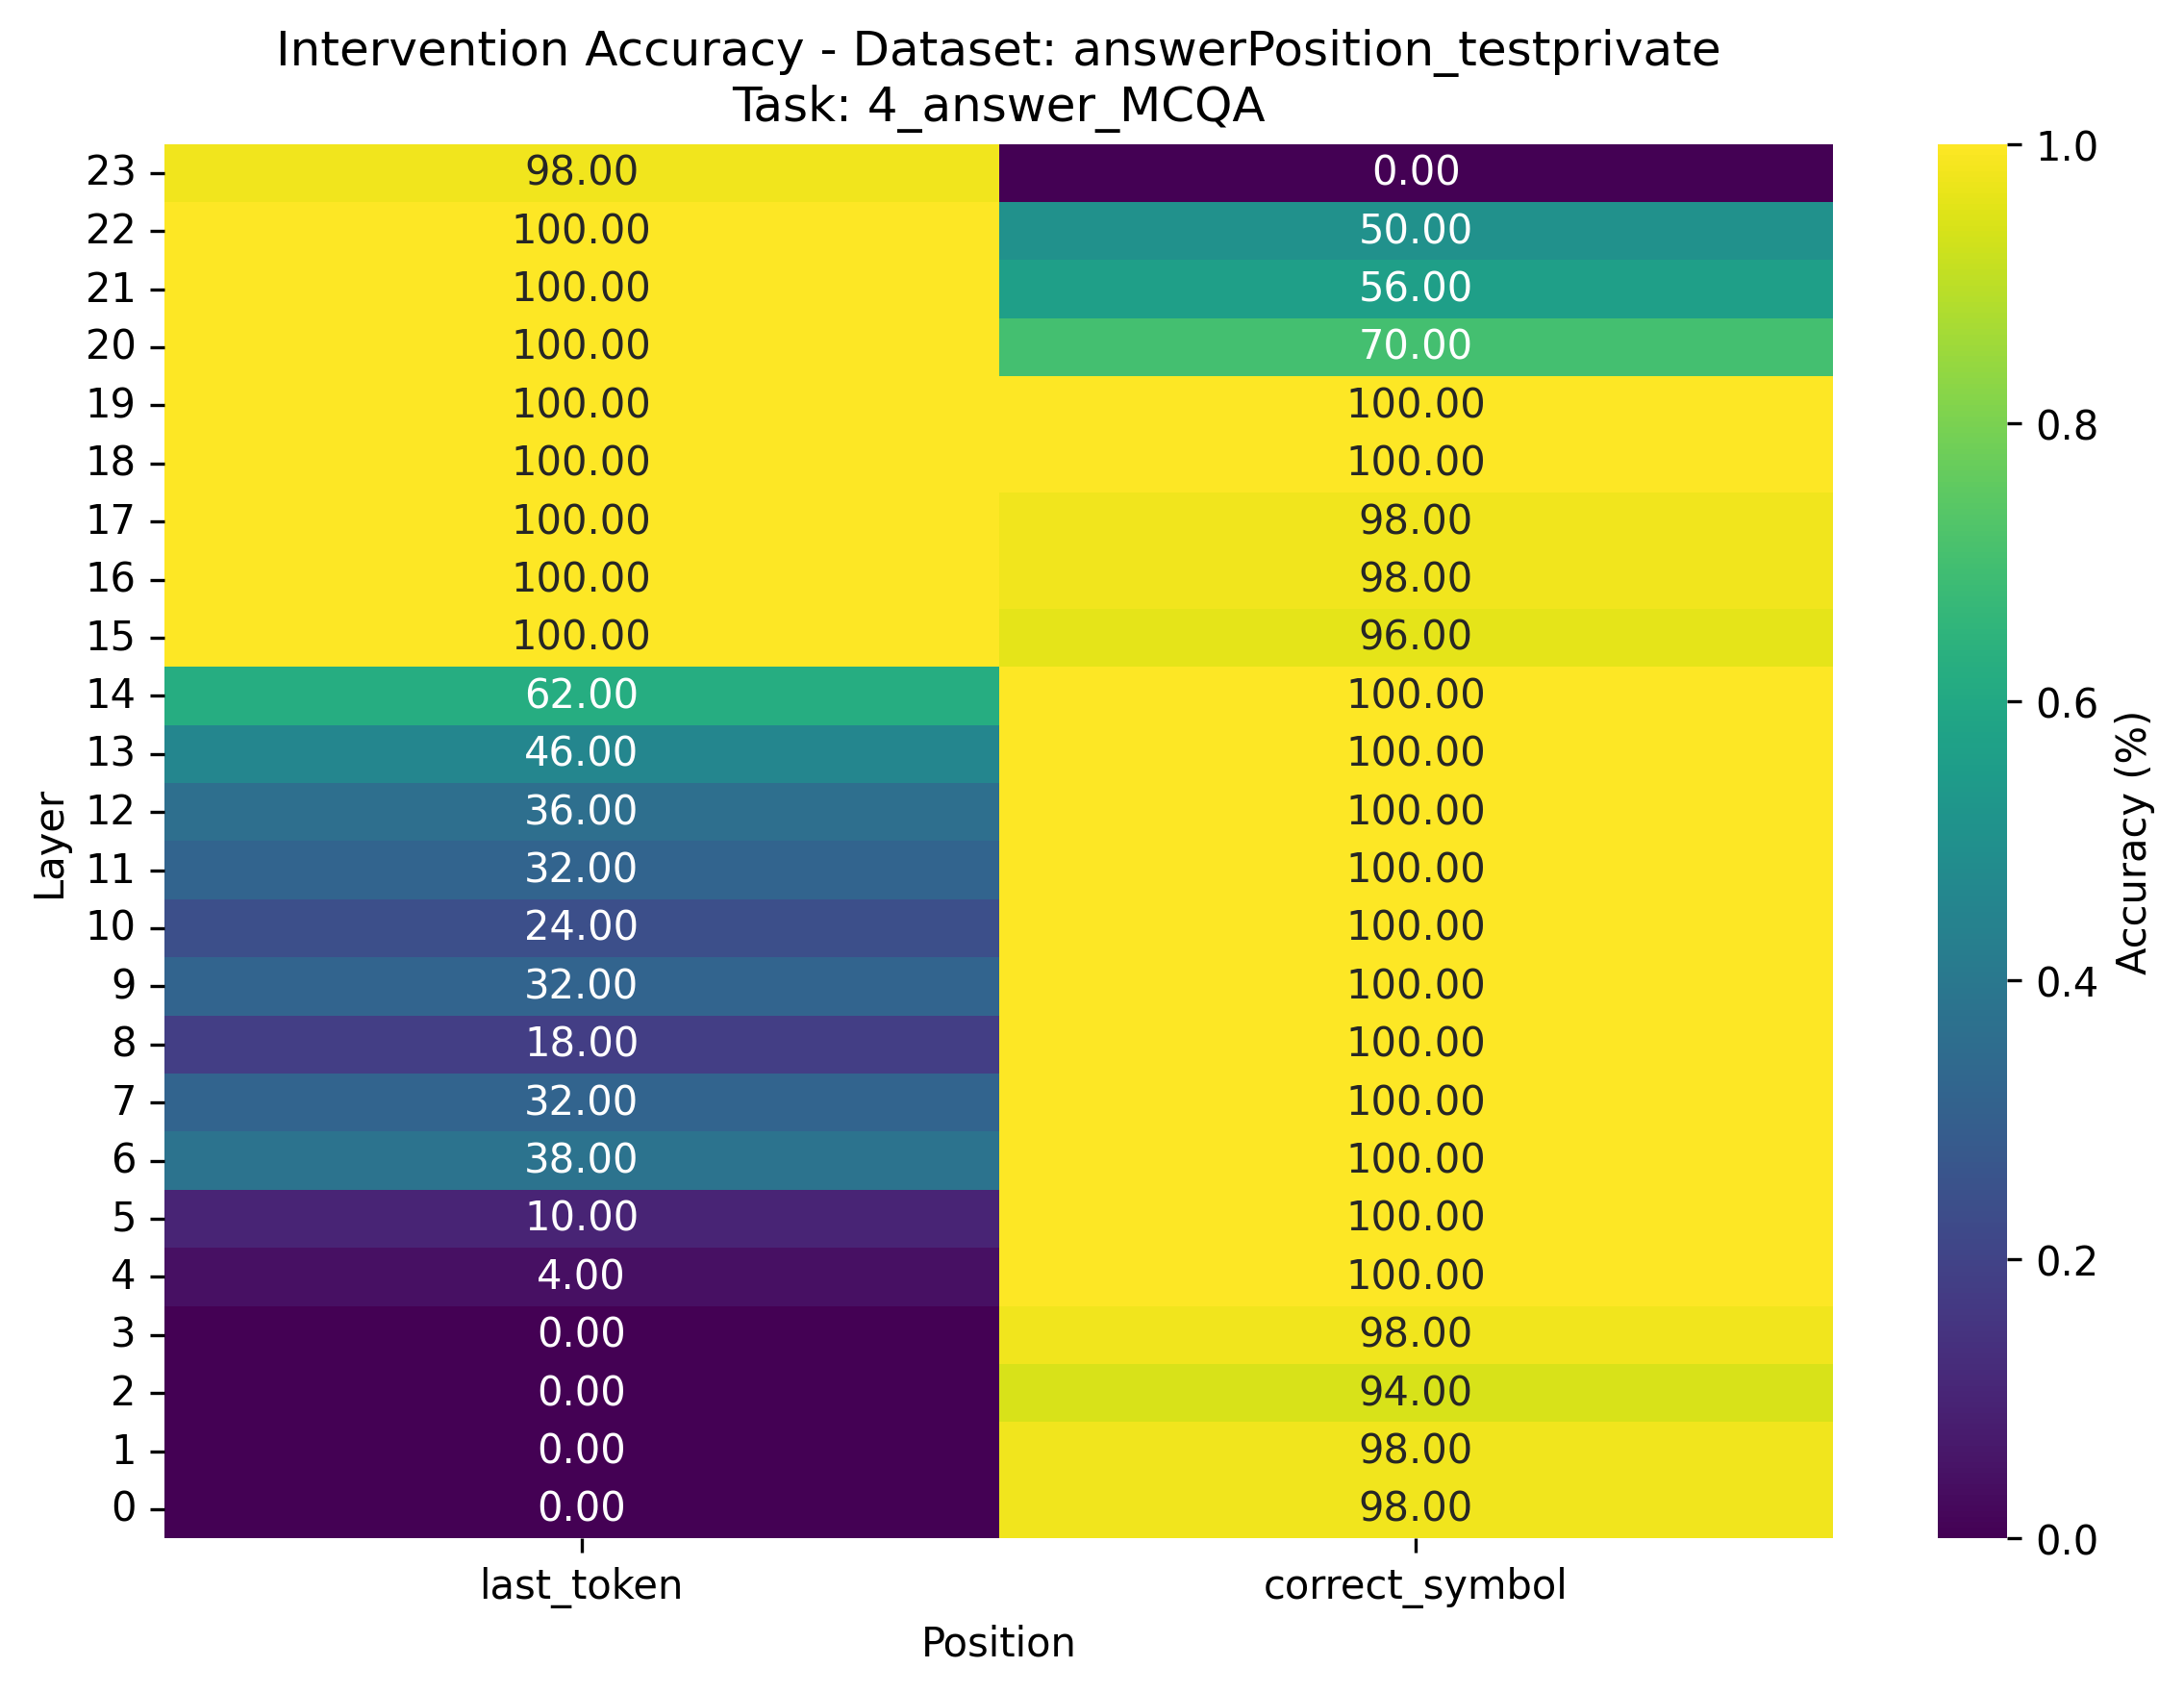 Intervention Accuracy - Dataset: answerPosition_testprivate
Task: 4_answer_MCQA
23 98.00 0.00
22 100.00 50.00
21 100.00 56.00
20 100.00 70.00
19 100.00 100.00
18 100.00 100.00
17 100.00 98.00
16 100.00 98.00
15 100.00 96.00
14 62.00 100.00
13 46.00 100.00
12 36.00 100.00
11 32.00 100.00
10 24.00 100.00
9 32.00 100.00
8 18.00 100.00
7 32.00 100.00
6 38.00 100.00
5 10.00 100.00
4 4.00 100.00
3 0.00 98.00
2 0.00 94.00
1 0.00 98.00
0 0.00 98.00
last_token correct_symbol
Position
Layer
1.0
0.8
0.6
0.4
0.2
0.0
Accuracy (%)